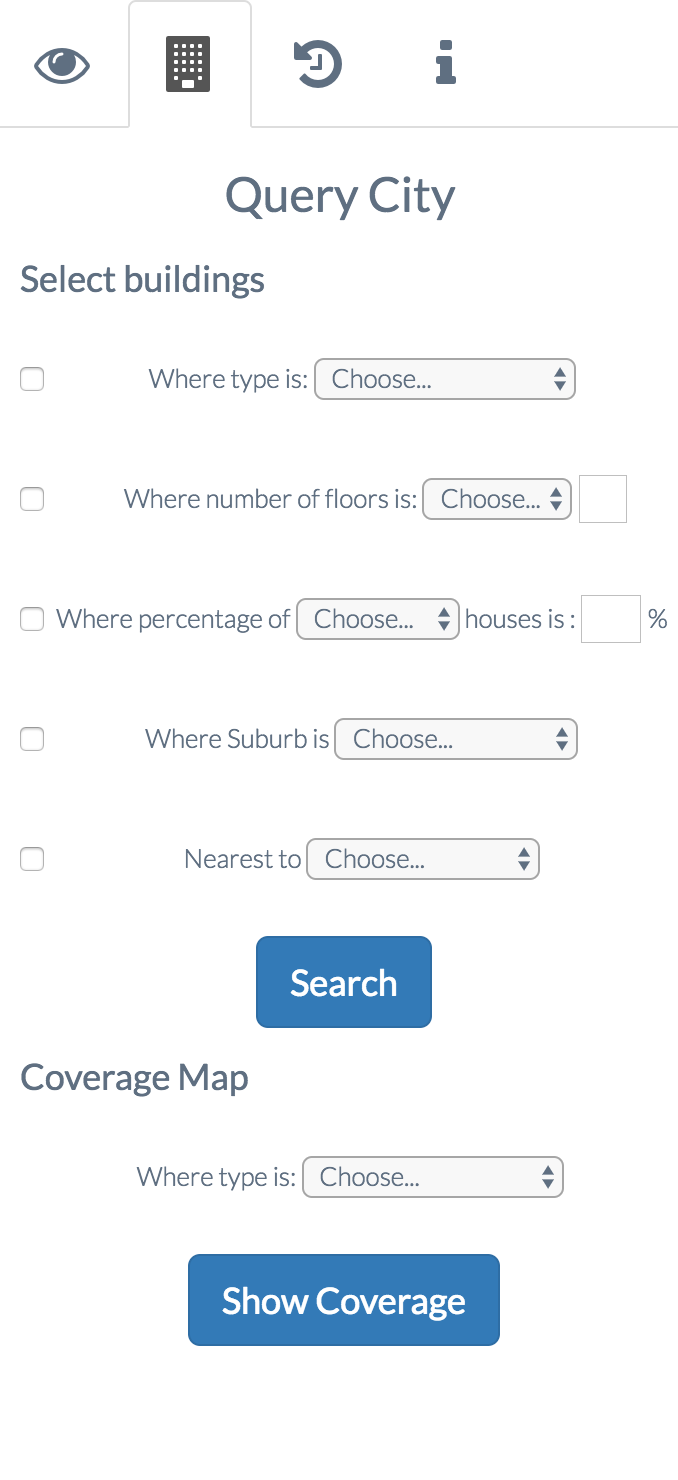 Query City
Select buildings
Where type is: Choose...
Where number of floors is: Choose...
Where percentage of Choose... houses is : %
Where Suburb is Choose...
Nearest to Choose...
Search
Coverage Map
Where type is: Choose...
Show Coverage